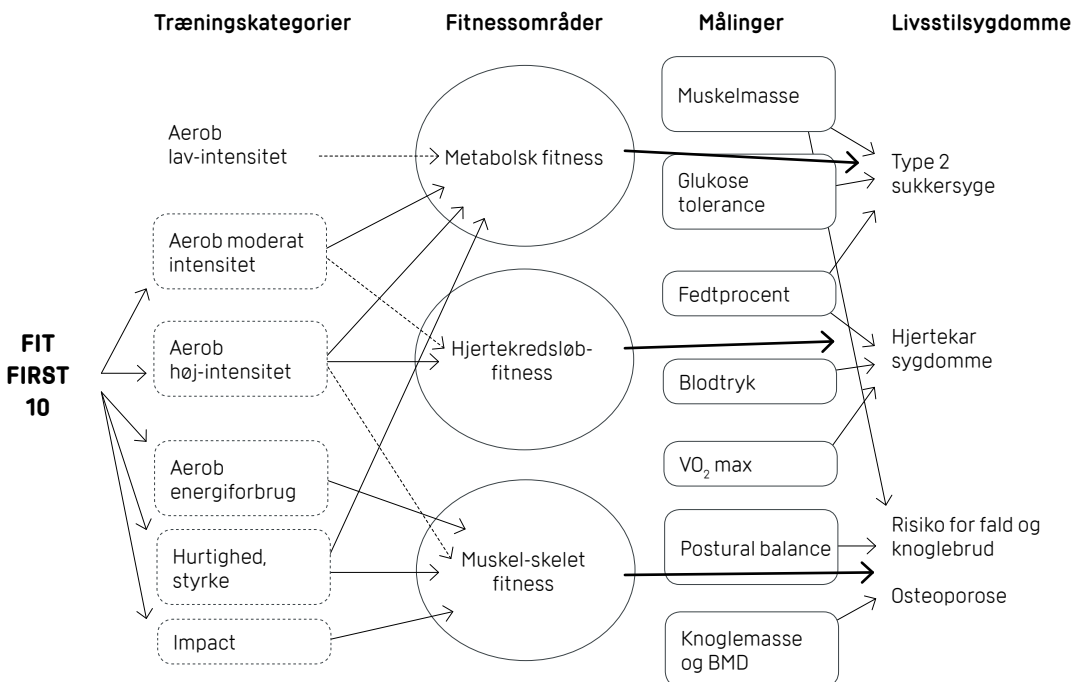 Træningskategorier
Fitnessområder
Målinger
Livsstilsygdomme
FIT
FIRST
10
Aerob
lav-intensitet
Aerob moderat
intensitet
Aerob
høj-intensitet
Aerob
energiforbrug
Hurtighed,
styrke
Impact
Metabolsk fitness
Hjertekredsløb-
fitness
Muskel-skelet
fitness
Muskelmasse
Glukose
tolerance
Fedtprocent
Blodtryk
VO₂ max
Postural balance
Knoglemasse
og BMD
Type 2
sukkersyge
Hjertekar
sygdomme
Risiko for fald og
knoglebrud
Osteoporose